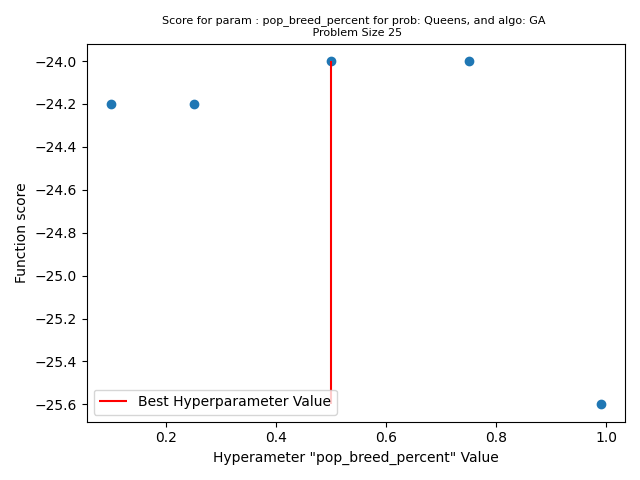 Score for param : pop_breed_percent for prob: Queens, and algo: GA
Problem Size 25
Function score
−24.0
−24.2
−24.4
−24.6
−24.8
−25.0
−25.2
−25.4
−25.6
Best Hyperparameter Value
0.2 0.4 0.6 0.8 1.0
Hyperameter "pop_breed_percent" Value